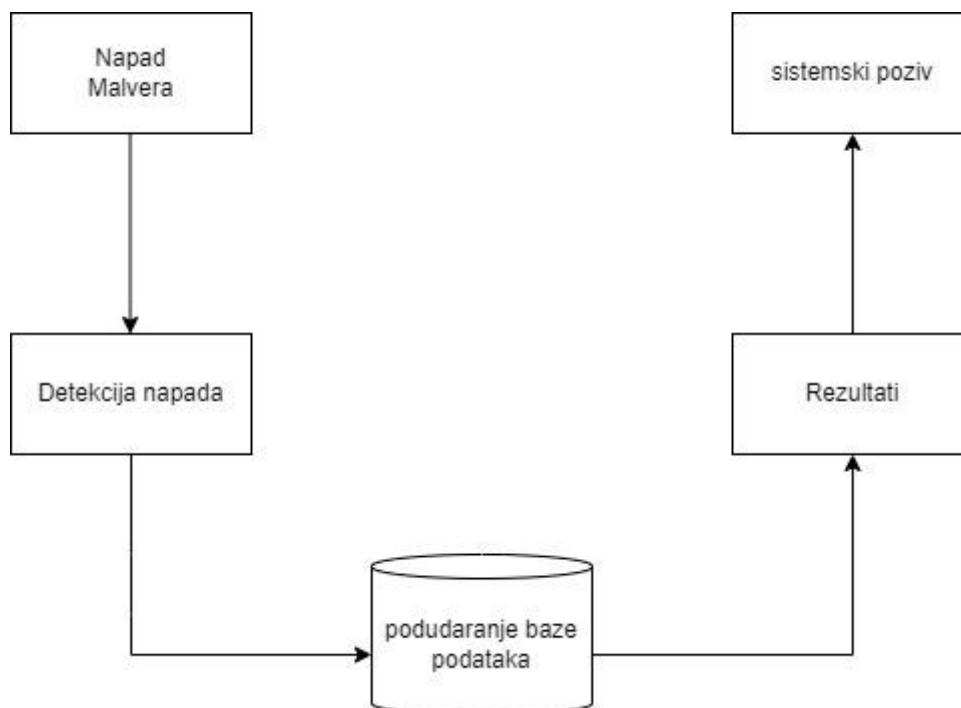 Napad
Malvera
sistemski poziv
Detekcija napada
Rezultati
podudaranje baze
podataka